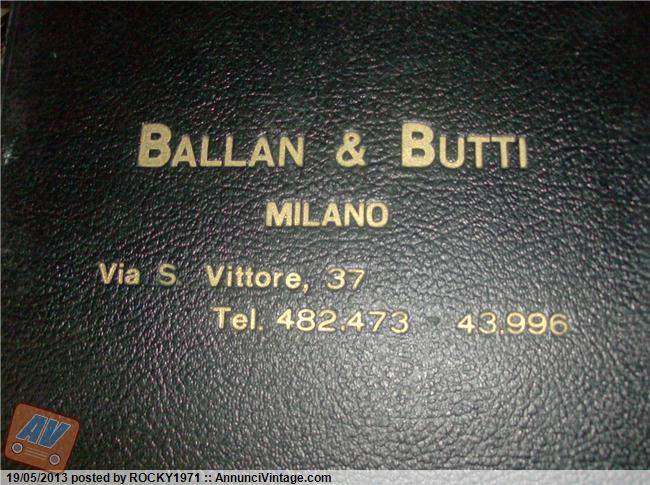 BALLAN & BUTTI
MILANO
Via S. Vittore, 37
Tel. 482.473 - 43.996
AV
19/05/2013 posted by ROCKY1971 :: AnnunciVintage.com